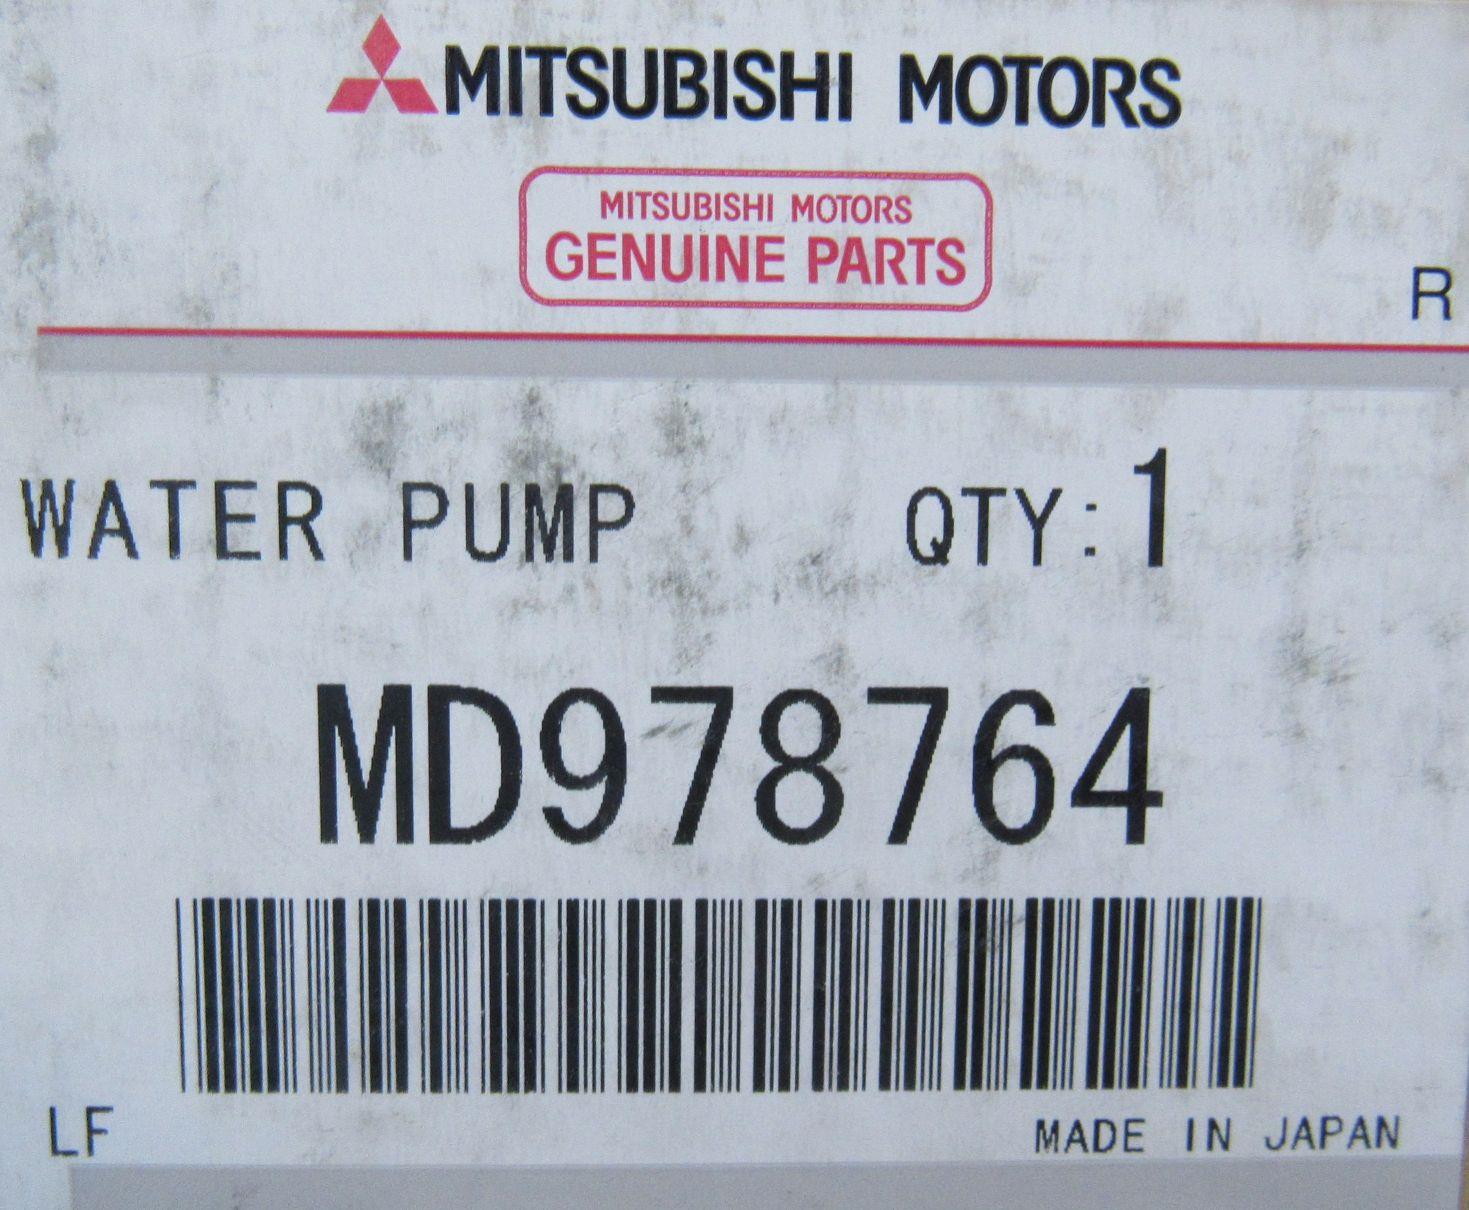 MITSUBISHI MOTORS
MITSUBISHI MOTORS
GENUINE PARTS
R
WATER PUMP QTY:1
MD978764
LF MADE IN JAPAN